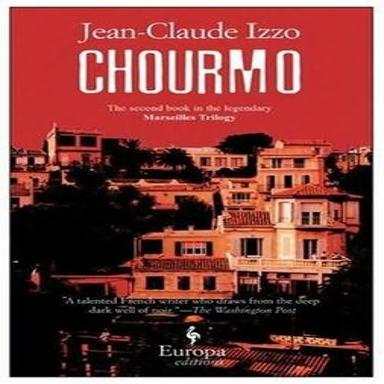 Jean-Claude Izzo
CHOURMO
The second book in the legendary
Marseilles Trilogy
"A talented French writer who draws from the deep
dark well of noir."—The Washington Post
Europa
editions